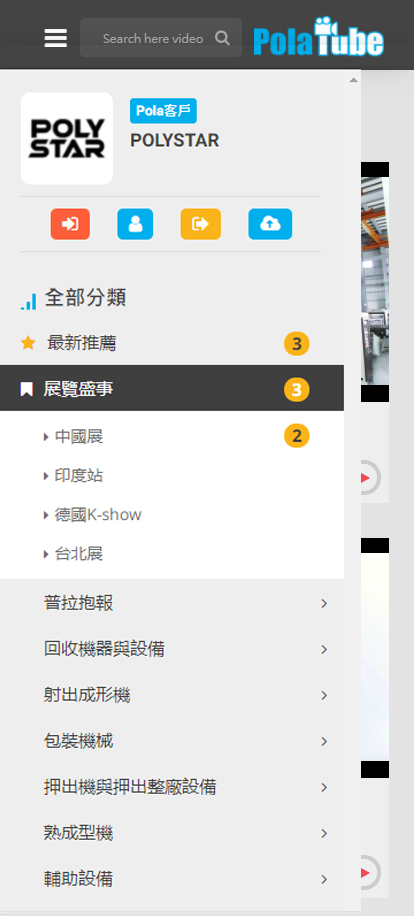 Search here video
PolaTube
POLY
STAR
Pola客戶
POLYSTAR
全部分類
最新推薦 3
展覽盛事 3
中國展 2
印度站
德國K-show
台北展
普拉抱報
回收機器與設備
射出成形機
包裝機械
押出機與押出整廠設備
熟成型機
輔助設備